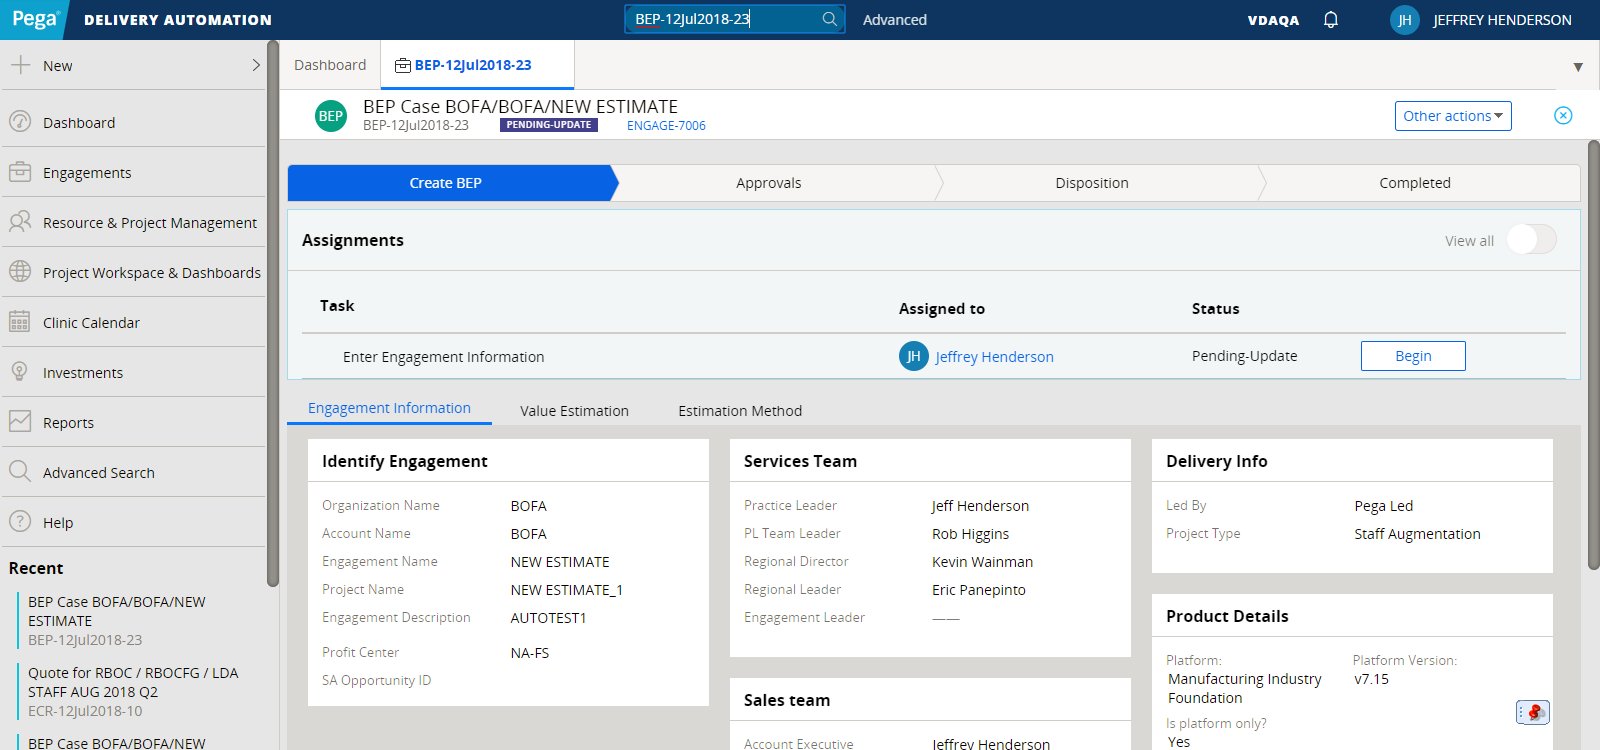 Pega DELIVERY AUTOMATION
BEP-12Jul2018-23
Advanced
VDAQA
JH JEFFREY HENDERSON
New
Dashboard
Engagements
Resource & Project Management
Project Workspace & Dashboards
Clinic Calendar
Investments
Reports
Advanced Search
Help
Recent
BEP Case BOFA/BOFA/NEW
ESTIMATE
BEP-12Jul2018-23
Quote for RBOC / RBOCFG / LDA
STAFF AUG 2018 Q2
ECR-12Jul2018-10
BEP Case BOFA/BOFA/NEW
Dashboard
BEP-12Jul2018-23
BEP
BEP Case BOFA/BOFA/NEW ESTIMATE
BEP-12Jul2018-23 PENDING-UPDATE ENGAGE-7006
Other actions
Create BEP Approvals Disposition Completed
Assignments
View all
Task Assigned to Status
Enter Engagement Information JH Jeffrey Henderson Pending-Update Begin
Engagement Information Value Estimation Estimation Method
Identify Engagement
Organization Name BOFA
Account Name BOFA
Engagement Name NEW ESTIMATE
Project Name NEW ESTIMATE_1
Engagement Description AUTOTEST1
Profit Center NA-FS
SA Opportunity ID
Services Team
Practice Leader Jeff Henderson
PL Team Leader Rob Higgins
Regional Director Kevin Wainman
Regional Leader Eric Panepinto
Engagement Leader ——
Sales team
Account Executive Jeffrey Henderson
Delivery Info
Led By Pega Led
Project Type Staff Augmentation
Product Details
Platform: Platform Version:
Manufacturing Industry v7.15
Foundation
Is platform only?
Yes